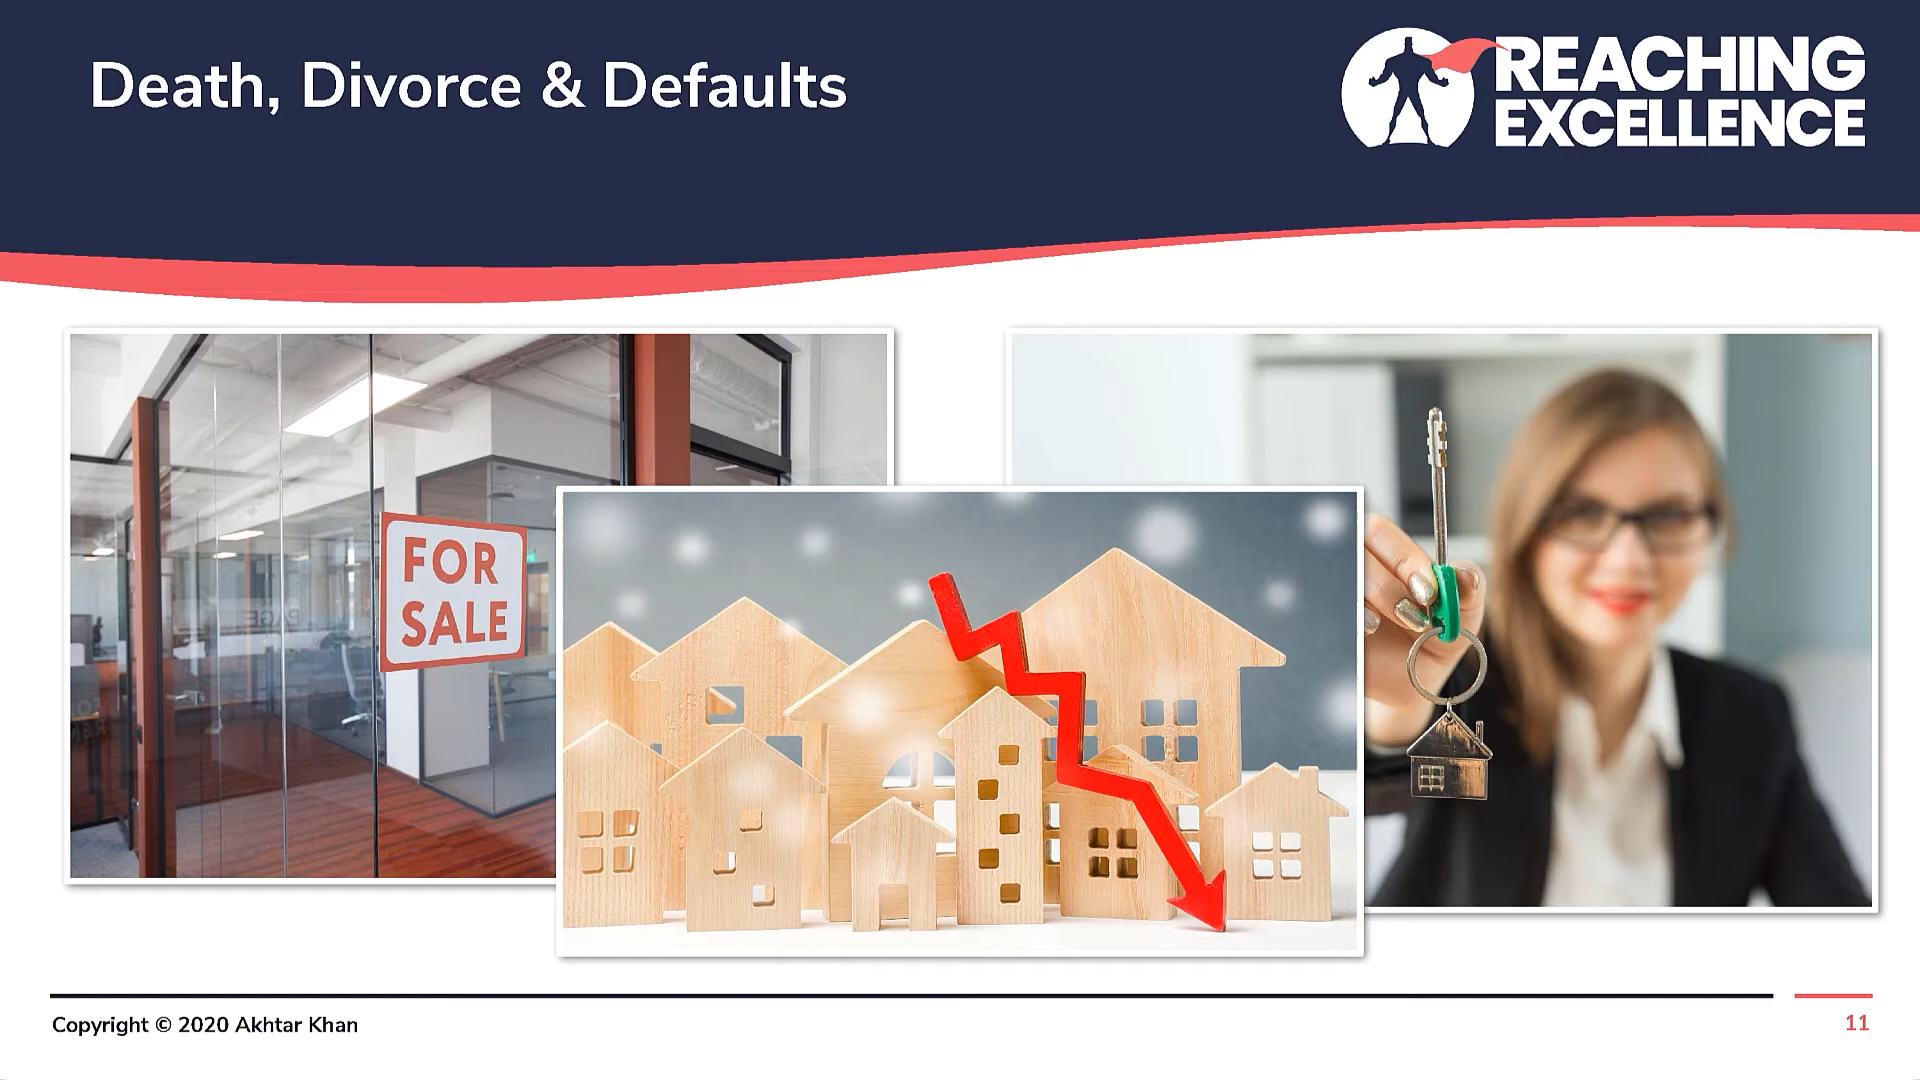 Death, Divorce & Defaults
REACHING
EXCELLENCE
FOR
SALE
Copyright © 2020 Akhtar Khan
11